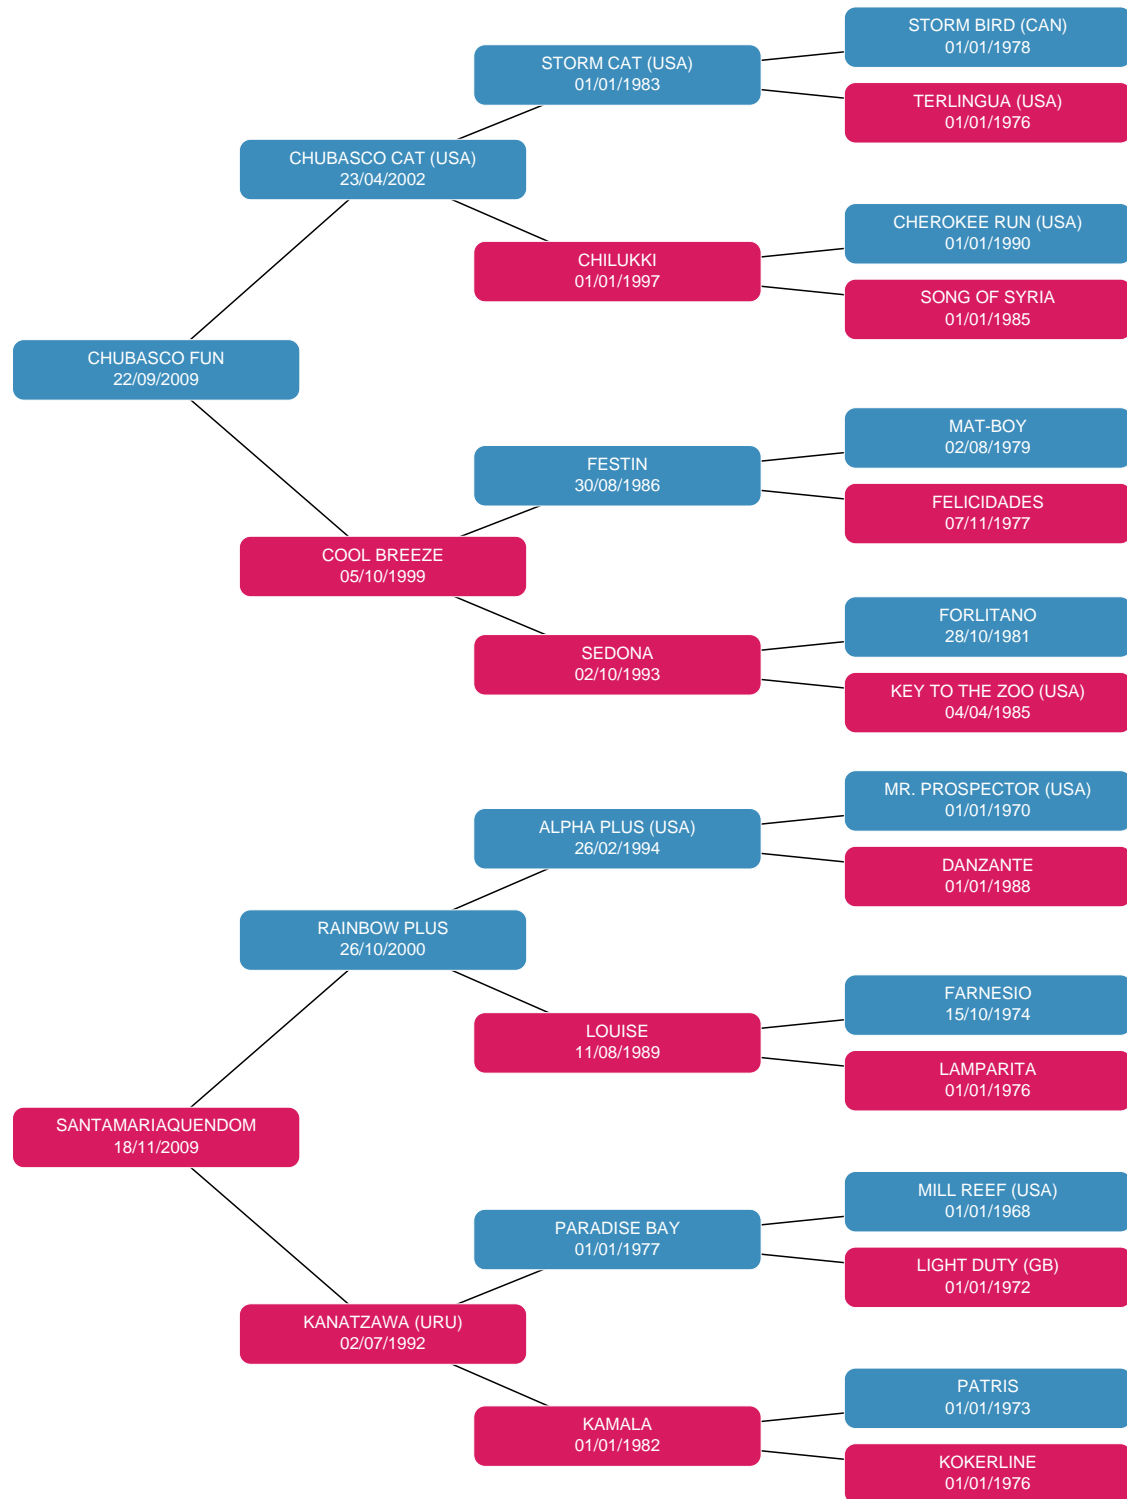 STORM BIRD (CAN)
01/01/1978
STORM CAT (USA)
01/01/1983
TERLINGUA (USA)
01/01/1976
CHUBASCO CAT (USA)
23/04/2002
CHEROKEE RUN (USA)
01/01/1990
CHILUKKI
01/01/1997
SONG OF SYRIA
01/01/1985
CHUBASCO FUN
22/09/2009
MAT-BOY
02/08/1979
FESTIN
30/08/1986
FELICIDADES
07/11/1977
COOL BREEZE
05/10/1999
FORLITANO
28/10/1981
SEDONA
02/10/1993
KEY TO THE ZOO (USA)
04/04/1985
MR. PROSPECTOR (USA)
01/01/1970
ALPHA PLUS (USA)
26/02/1994
DANZANTE
01/01/1988
RAINBOW PLUS
26/10/2000
FARNESIO
15/10/1974
LOUISE
11/08/1989
LAMPARITA
01/01/1976
SANTAMARIAQUENDOM
18/11/2009
MILL REEF (USA)
01/01/1968
PARADISE BAY
01/01/1977
LIGHT DUTY (GB)
01/01/1972
KANATZAWA (URU)
02/07/1992
PATRIS
01/01/1973
KAMALA
01/01/1982
KOKERLINE
01/01/1976